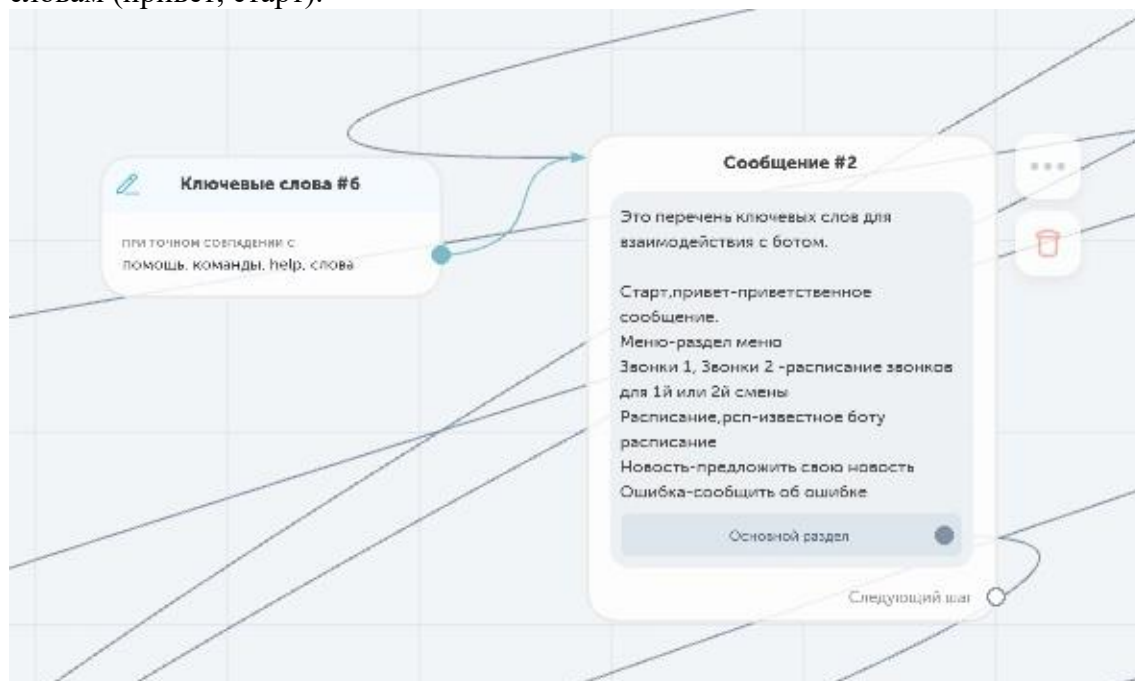 словам (привет, старт).
Ключевые слова #6
при точном совпадении с
помощь, команды, help, слова
Сообщение #2
Это перечень ключевых слов для
взаимодействия с ботом.
Старт,привет-приветственное
сообщение.
Меню-раздел меню
Звонки 1, Звонки 2 -расписание звонков
для 1й или 2й смены
Расписание,рсп-известное боту
расписание
Новость-предложить свою новость
Ошибка-сообщить об ошибке
Основной раздел
Следующий шаг